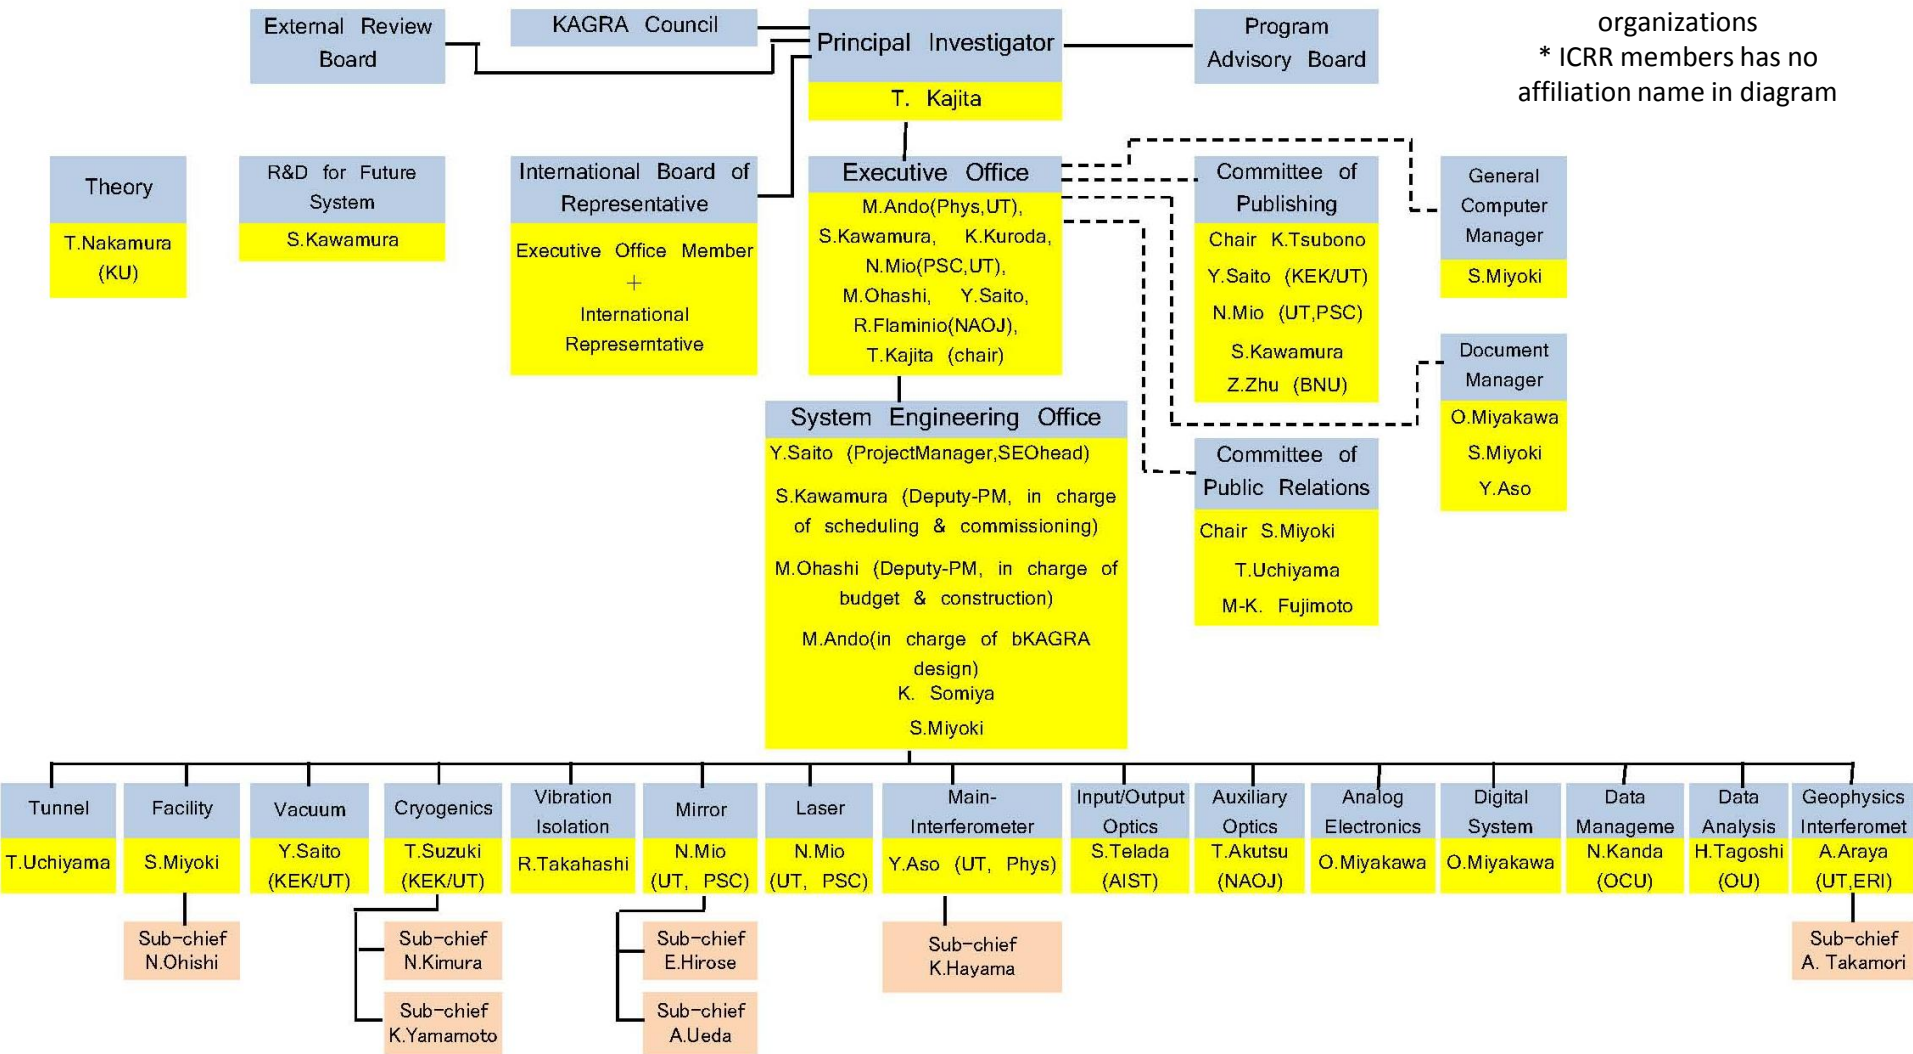 External Review
Board
KAGRA Council
Principal Investigator
T. Kajita
Program
Advisory Board
organizations
* ICRR members has no
affiliation name in diagram
Theory
T.Nakamura
(KU)
R&D for Future
System
S.Kawamura
International Board of
Representative
Executive Office Member
+
International
Represerntative
Executive Office
M.Ando(Phys,UT),
S.Kawamura, K.Kuroda,
N.Mio(PSC,UT),
M.Ohashi, Y.Saito,
R.Flaminio(NAOJ),
T.Kajita (chair)
Committee of
Publishing
Chair K.Tsubono
Y.Saito (KEK/UT)
N.Mio (UT,PSC)
S.Kawamura
Z.Zhu (BNU)
General
Computer
Manager
S.Miyoki
Document
Manager
O.Miyakawa
S.Miyoki
Y.Aso
System Engineering Office
Y.Saito (ProjectManager,SEOhead)
S.Kawamura (Deputy-PM, in charge
of scheduling & commissioning)
M.Ohashi (Deputy-PM, in charge of
budget & construction)
M.Ando(in charge of bKAGRA
design)
K. Somiya
S.Miyoki
Committee of
Public Relations
Chair S.Miyoki
T.Uchiyama
M-K. Fujimoto
Tunnel
T.Uchiyama
Facility
S.Miyoki
Sub-chief
N.Ohishi
Vacuum
Y.Saito
(KEK/UT)
Cryogenics
T.Suzuki
(KEK/UT)
Sub-chief
N.Kimura
Sub-chief
K.Yamamoto
Vibration
Isolation
R.Takahashi
Mirror
N.Mio
(UT, PSC)
Sub-chief
E.Hirose
Sub-chief
A.Ueda
Laser
N.Mio
(UT, PSC)
Main-
Interferometer
Y.Aso (UT, Phys)
Sub-chief
K.Hayama
Input/Output
Optics
S.Telada
(AIST)
Auxiliary
Optics
T.Akutsu
(NAOJ)
Analog
Electronics
O.Miyakawa
Digital
System
O.Miyakawa
Data
Manageme
N.Kanda
(OCU)
Data
Analysis
H.Tagoshi
(OU)
Geophysics
Interferomet
A.Araya
(UT,ERI)
Sub-chief
A. Takamori